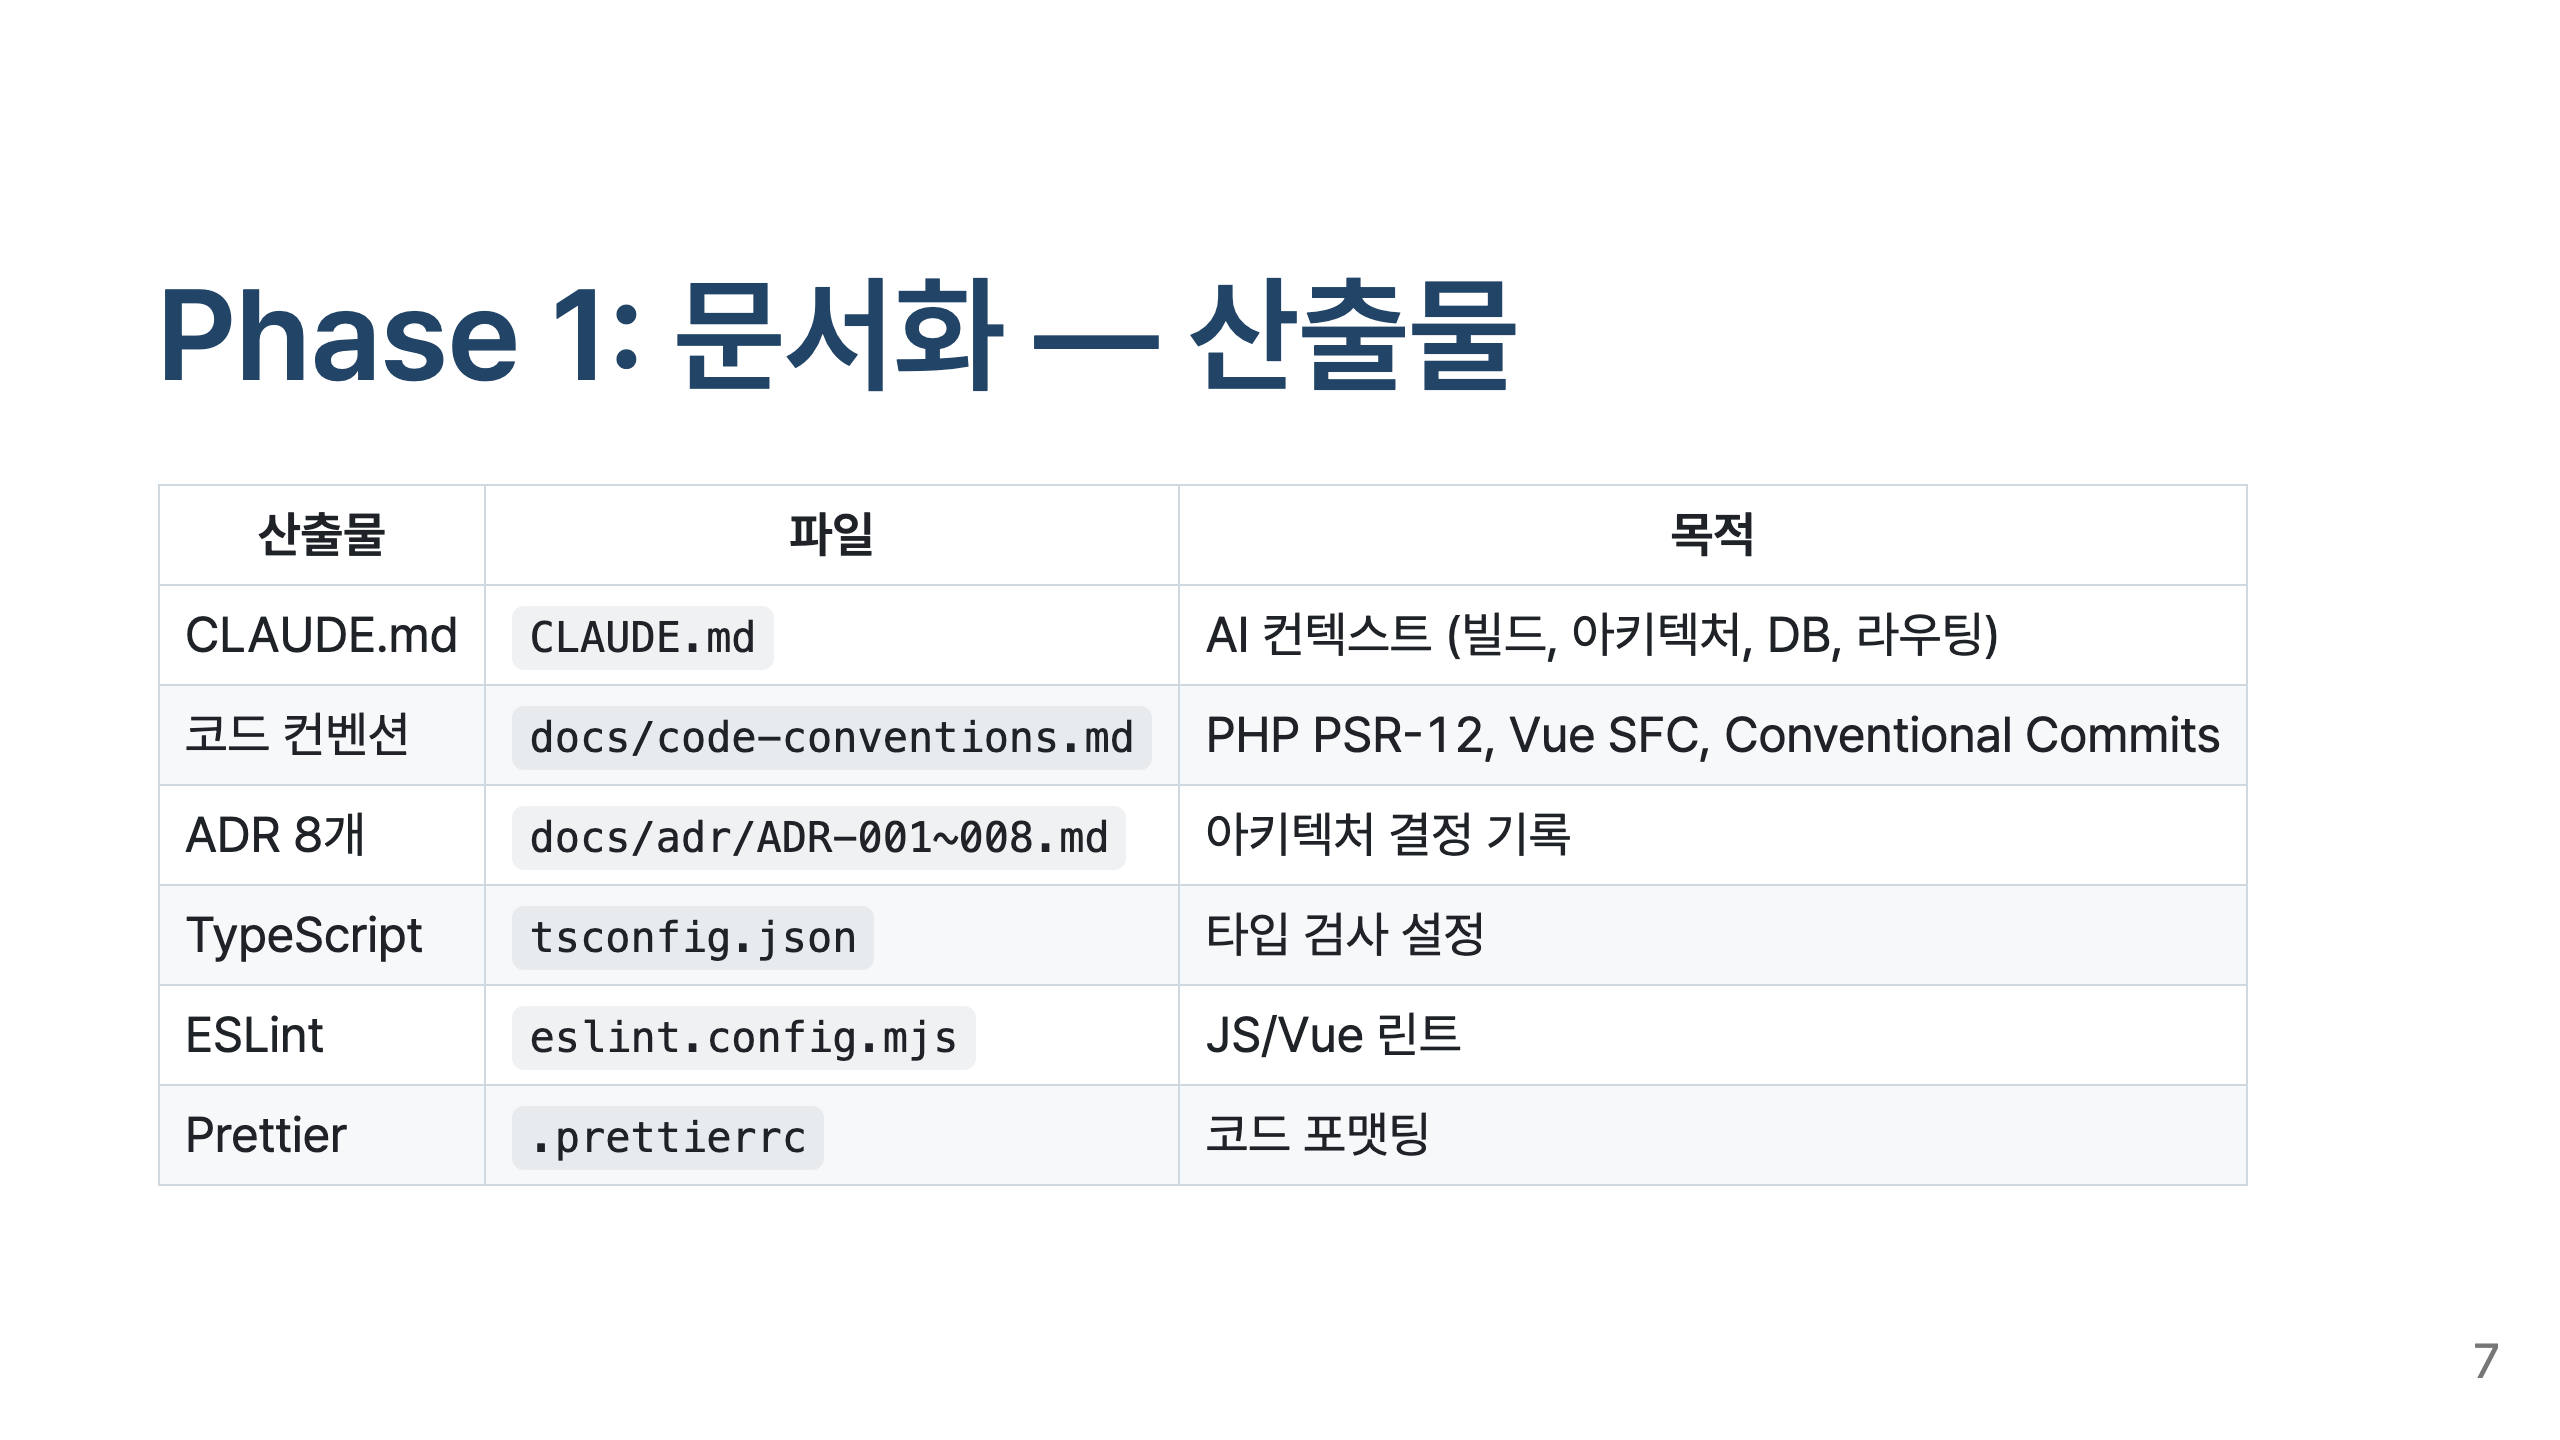 Phase 1: 문서화 — 산출물
산출물 파일 목적
CLAUDE.md CLAUDE.md AI 컨텍스트 (빌드, 아키텍처, DB, 라우팅)
코드 컨벤션 docs/code-conventions.md PHP PSR-12, Vue SFC, Conventional Commits
ADR 8개 docs/adr/ADR-001~008.md 아키텍처 결정 기록
TypeScript tsconfig.json 타입 검사 설정
ESLint eslint.config.mjs JS/Vue 린트
Prettier .prettierrc 코드 포맷팅
7